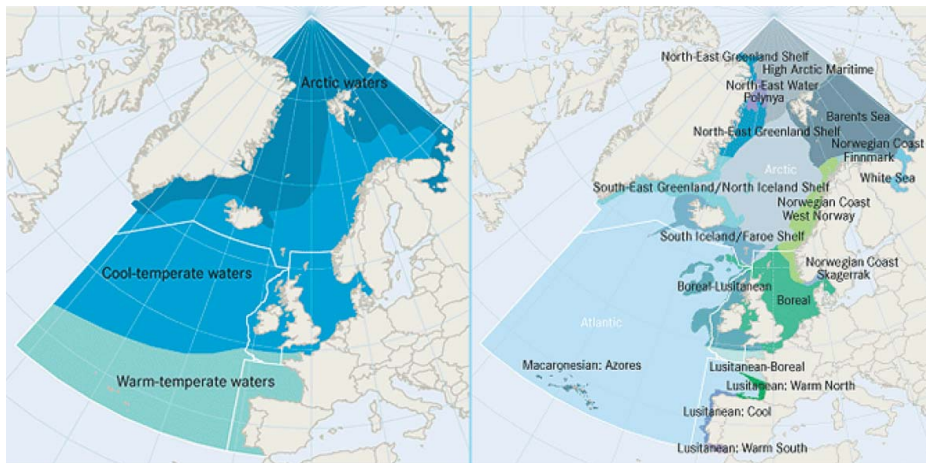 Arctic waters
Cool-temperate waters
Warm-temperate waters
North-East Greenland Shelf
High Arctic Maritime
North-East Water
Polynya
Barents Sea
North-East Greenland Shelf
Norwegian Coast
Finnmark
Arctic
White Sea
South-East Greenland/North Iceland Shelf
Norwegian Coast
West Norway
South Iceland/Faroe Shelf
Norwegian Coast
Skagerrak
Boreal-Lusitanean
Boreal
Atlantic
Macaronesian: Azores
Lusitanean-Boreal
Lusitanean: Warm North
Lusitanean: Cool
Lusitanean: Warm South